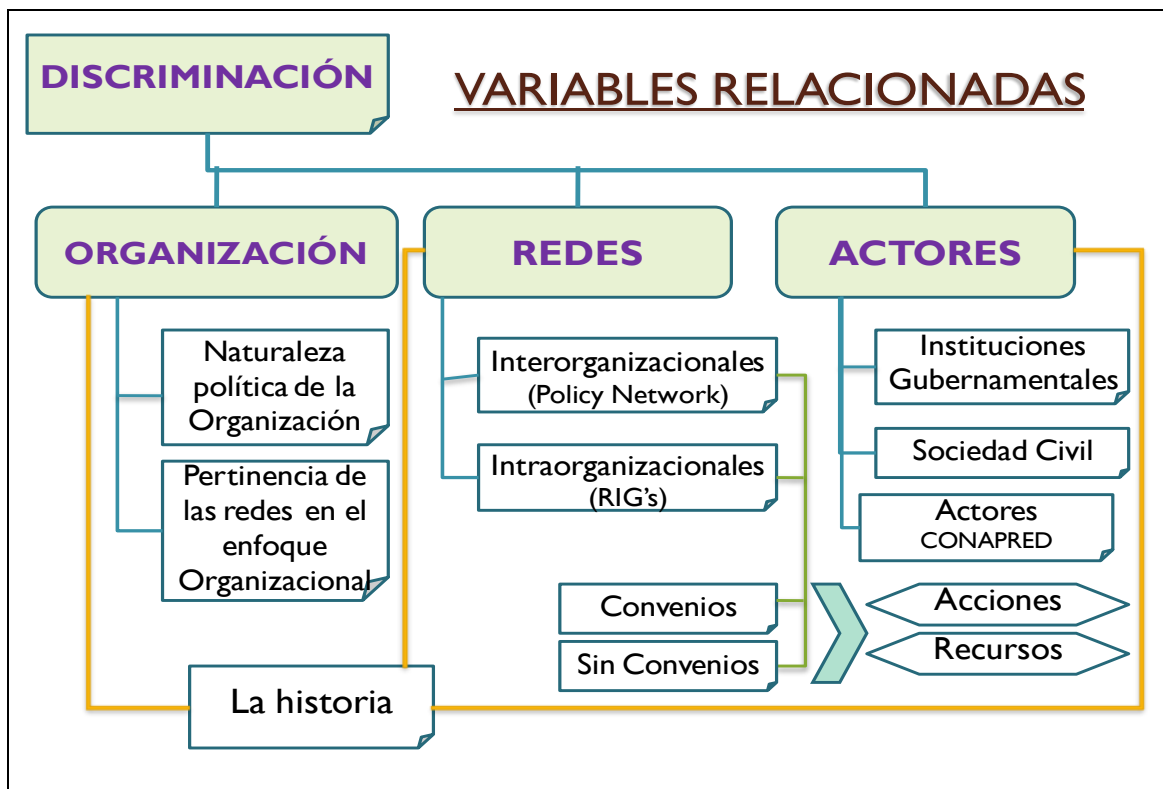 DISCRIMINACIÓN
VARIABLES RELACIONADAS
ORGANIZACIÓN
REDES
ACTORES
Naturaleza
política de la
Organización
Pertinencia de
las redes en el
enfoque
Organizacional
Interorganizacionales
(Policy Network)
Intraorganizacionales
(RIG's)
Convenios
Sin Convenios
Instituciones
Gubernamentales
Sociedad Civil
Actores
CONAPRED
Acciones
Recursos
La historia